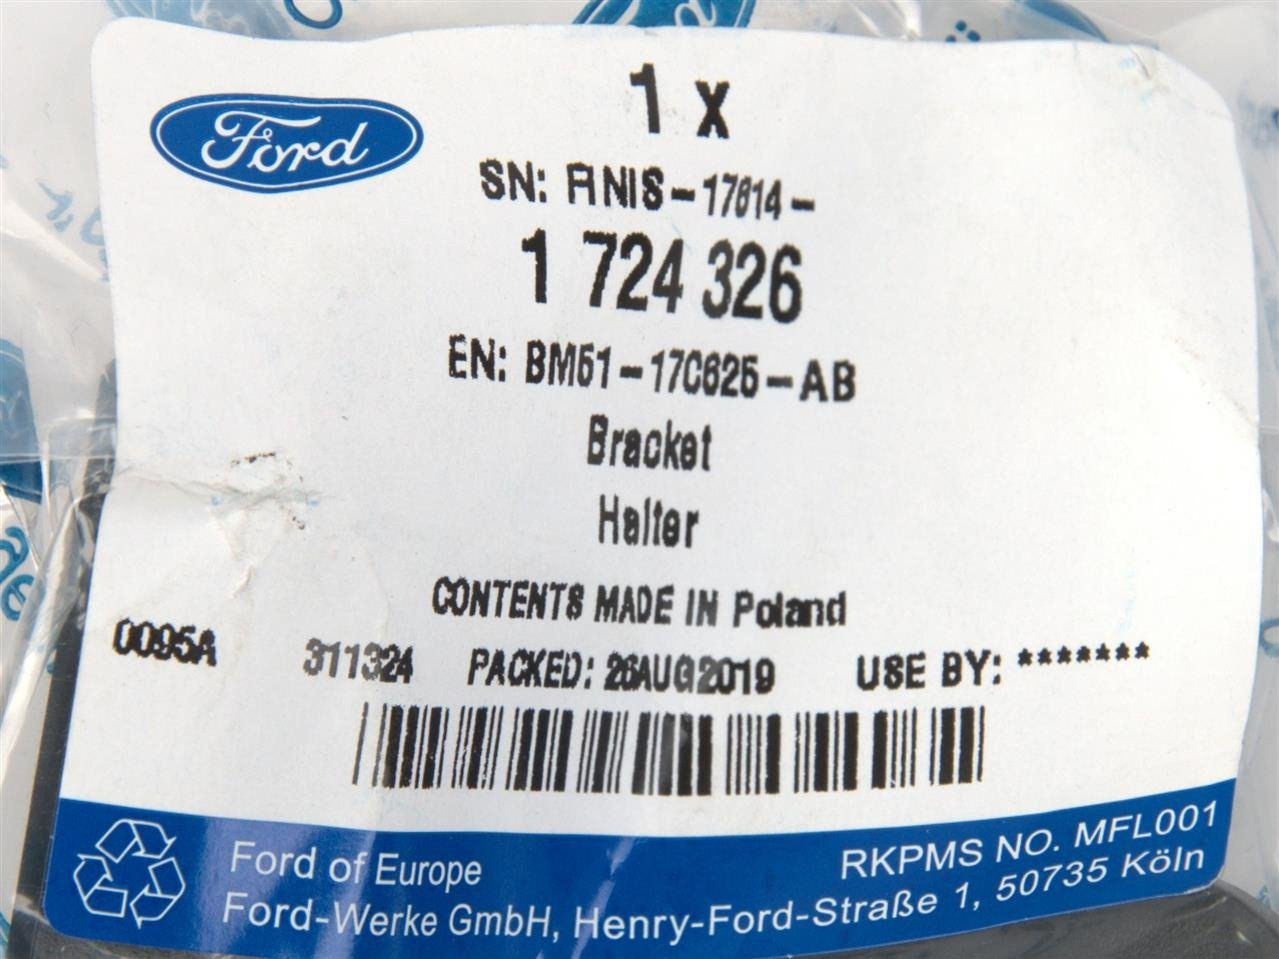 Ford
1 x
SN: FINIS-17614-
1 724 326
EN: BM51-17C625-AB
Bracket
Halter
CONTENTS MADE IN Poland
0095A 311324 PACKED: 26AUG2019 USE BY: *******
Ford of Europe RKPMS NO. MFL001
Ford-Werke GmbH, Henry-Ford-Straße 1, 50735 Köln